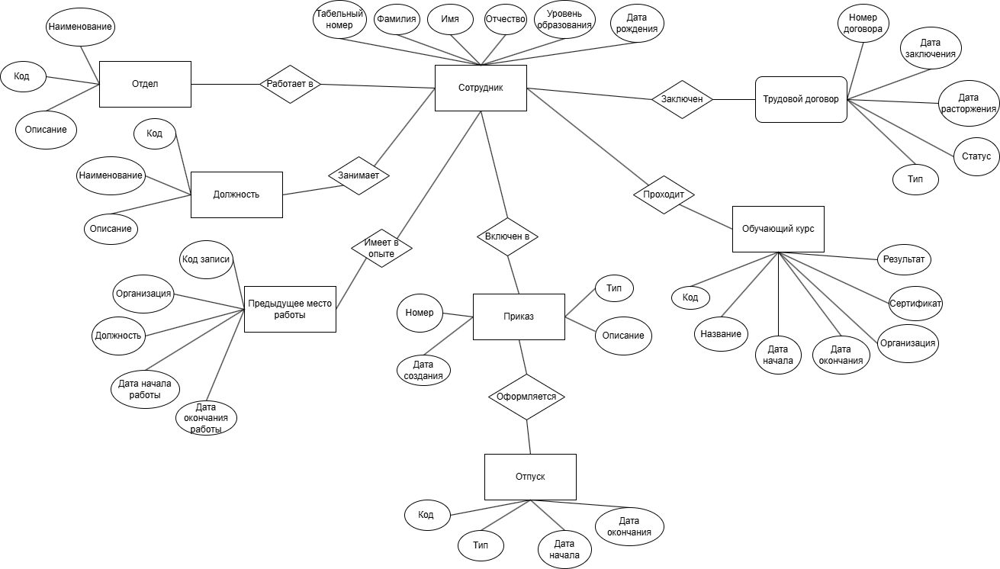 Табельный
номер
Фамилия
Имя
Отчество
Уровень
образования
Дата
рождения
Номер
договора
Наименование
Дата
заключения
Код
Отдел
Работает в
Сотрудник
Заключен
Трудовой договор
Дата
расторжения
Описание
Код
Статус
Тип
Наименование
Занимает
Должность
Проходит
Описание
Обучающий курс
Включен в
Имеет в
опыте
Код записи
Результат
Организация
Предыдущее место
работы
Тип
Код
Сертификат
Номер
Приказ
Должность
Описание
Название
Дата
начала
Дата
окончания
Организация
Дата
создания
Дата начала
работы
Оформляется
Дата
окончания
работы
Отпуск
Код
Тип
Дата
начала
Дата
окончания